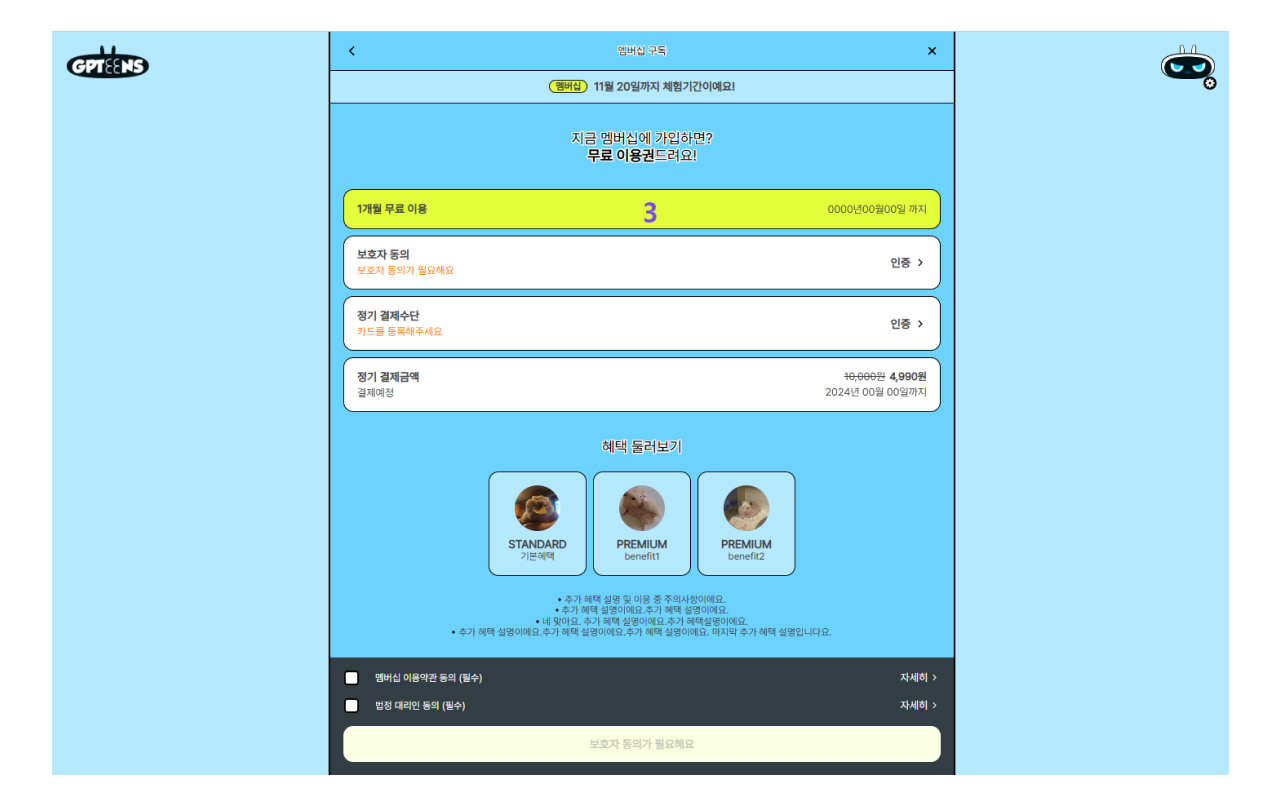 GPTEENS
멤버십 구독
멤버십 11월 20일까지 체험기간이예요!
지금 멤버십에 가입하면?
무료 이용권드려요!
1개월 무료 이용 3 0000년00월00일 까지
보호자 동의
보호자 동의가 필요해요
인증
정기 결제수단
카드를 등록해주세요
인증
정기 결제금액 10,000원 4,990원
결제예정 2024년 00월 00일까지
혜택 둘러보기
STANDARD
기본혜택
PREMIUM
benefit1
PREMIUM
benefit2
• 추가 혜택 설명 및 이용 중 주의사항이에요.
• 추가 혜택 설명이에요.추가 혜택 설명이에요.
• 네 맞아요. 추가 혜택 설명이에요.추가 혜택설명이에요.
• 추가 혜택 설명이에요.추가 혜택 설명이에요.추가 혜택 설명이에요. 마지막 추가 혜택 설명입니다요.
멤버십 이용약관 동의 (필수) 자세히
법정 대리인 동의 (필수) 자세히
보호자 동의가 필요해요